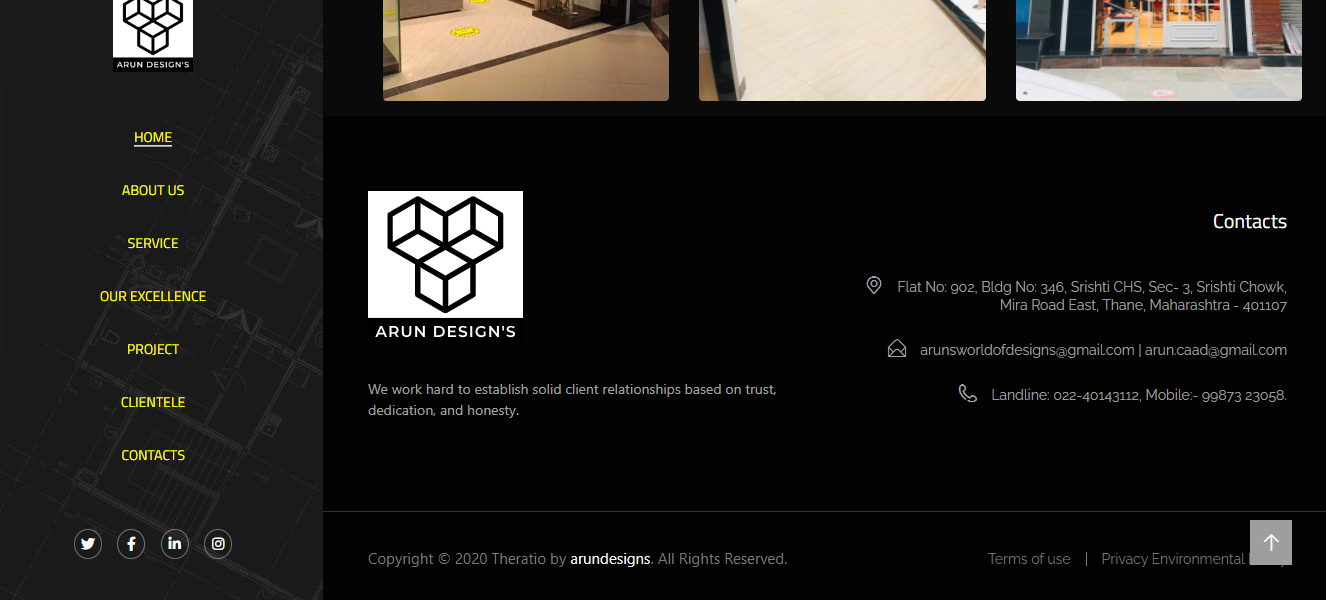 ARUN DESIGN'S
HOME
ABOUT US
SERVICE
OUR EXCELLENCE
PROJECT
CLIENTELE
CONTACTS
ARUN DESIGN'S
We work hard to establish solid client relationships based on trust,
dedication, and honesty.
Contacts
Flat No: 902, Bldg No: 346, Srishti CHS, Sec- 3, Srishti Chowk,
Mira Road East, Thane, Maharashtra - 401107
arunsworldofdesigns@gmail.com | arun.caad@gmail.com
Landline: 022-40143112, Mobile:- 99873 23058.
Copyright © 2020 Theratio by arundesigns. All Rights Reserved.
Terms of use | Privacy Environmental